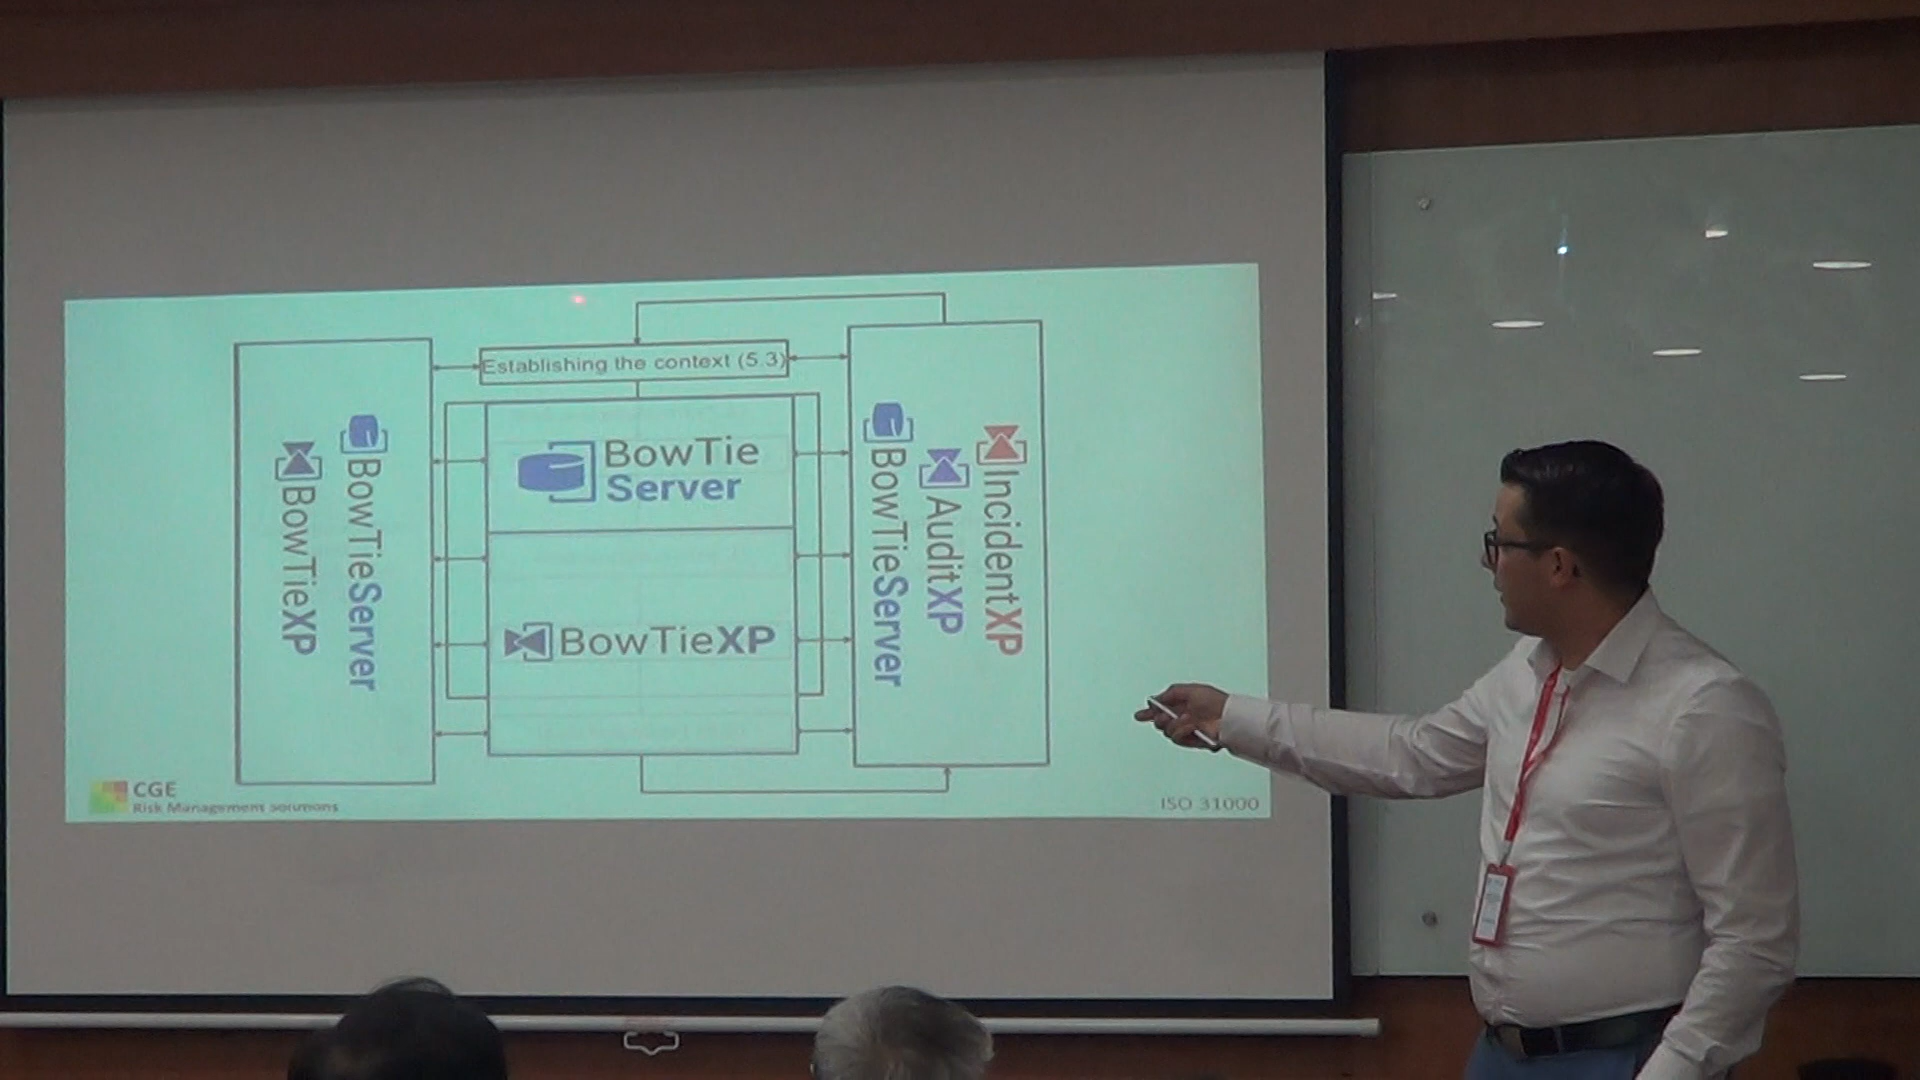 Establishing the context (5.3)
BowTieServer
BowTieXP
BowTie
Server
BowTieXP
IncidentXP
AuditXP
BowTieServer
CGE
Risk Management Solutions
ISO 31000